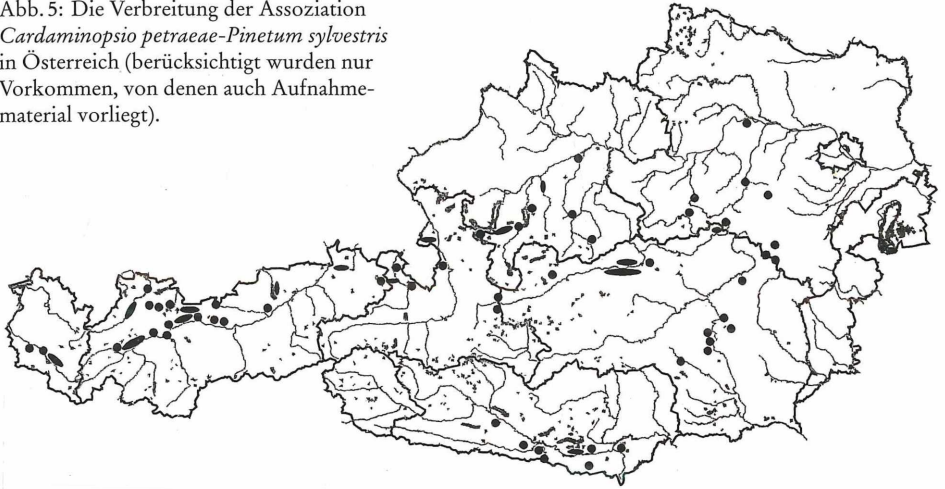 Abb. 5: Die Verbreitung der Assoziation
Cardaminopsio petraeae-Pinetum sylvestris
in Österreich (berücksichtigt wurden nur
Vorkommen, von denen auch Aufnahme-
material vorliegt).